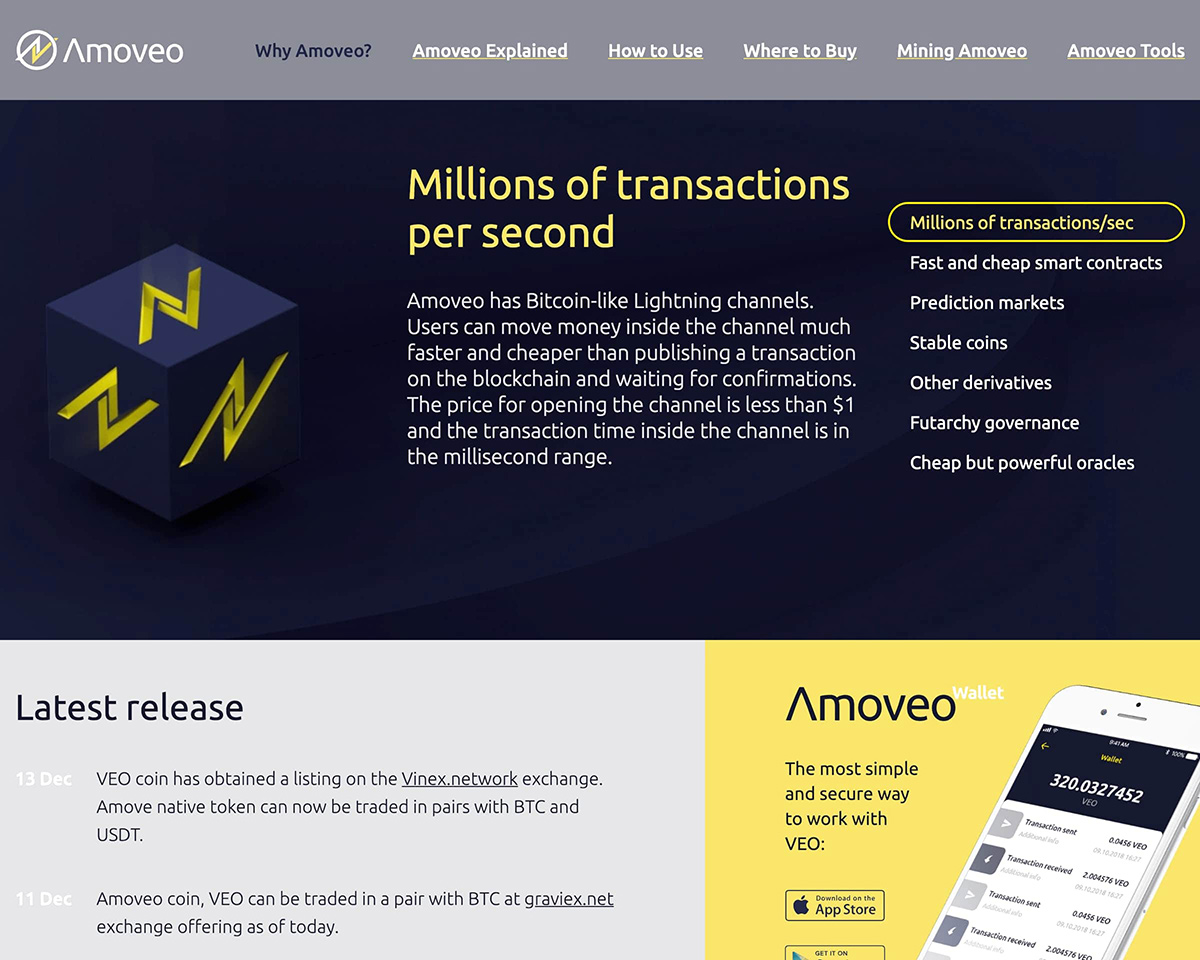 Amoveo
Why Amoveo?
Amoveo Explained
How to Use
Where to Buy
Mining Amoveo
Amoveo Tools
Millions of transactions
per second
Amoveo has Bitcoin-like Lightning channels.
Users can move money inside the channel much
faster and cheaper than publishing a transaction
on the blockchain and waiting for confirmations.
The price for opening the channel is less than $1
and the transaction time inside the channel is in
the millisecond range.
Millions of transactions/sec
Fast and cheap smart contracts
Prediction markets
Stable coins
Other derivatives
Futarchy governance
Cheap but powerful oracles
Latest release
13 Dec
VEO coin has obtained a listing on the Vinex.network exchange.
Amove native token can now be traded in pairs with BTC and
USDT.
11 Dec
Amoveo coin, VEO can be traded in a pair with BTC at graviex.net
exchange offering as of today.
Amoveo Wallet
The most simple
and secure way
to work with
VEO:
Download on the
App Store
GET IT ON
9:41 AM
100%
Wallet
320.0327452
VEO
Transaction sent
0.0456 VEO
Additional info
09.10.2018 16:27
Transaction received
2.004576 VEO
Additional info
09.10.2018 16:27
Transaction sent
0.0456 VEO
Additional info
09.10.2018 16:27
Transaction received
2.004576 VEO
Additional info